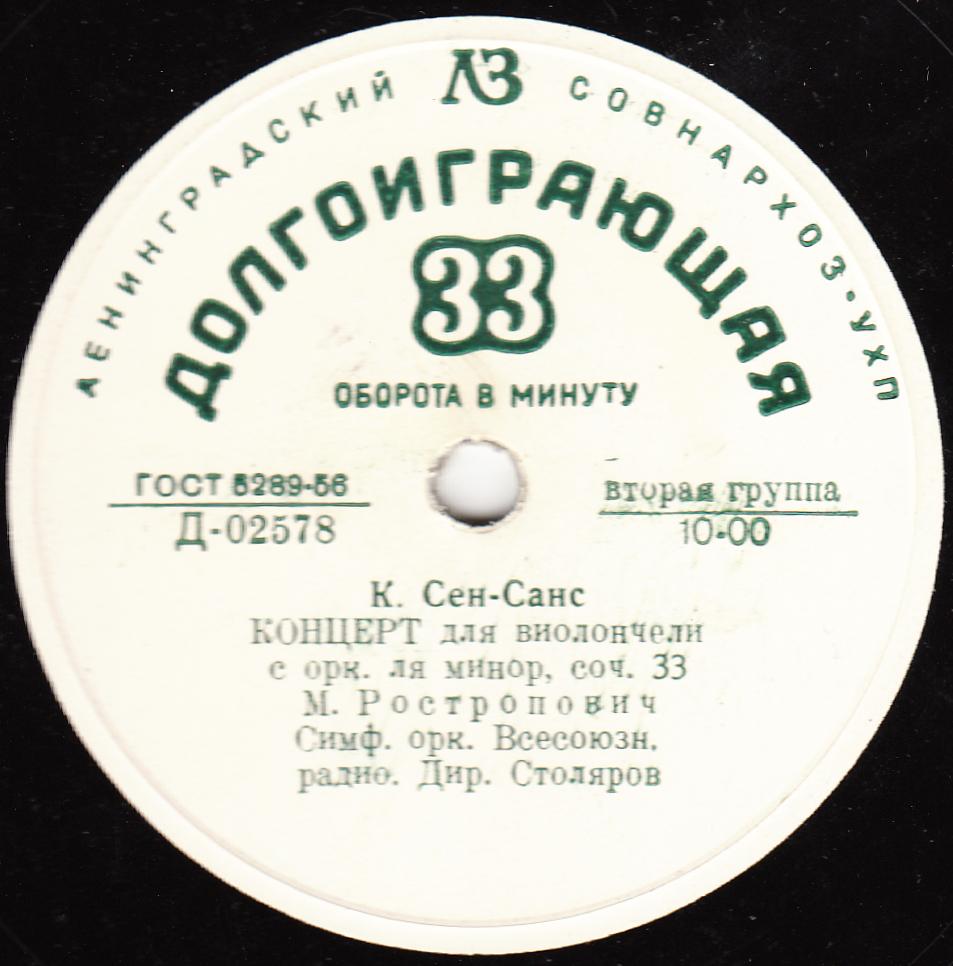 ЛЕНИНГРАДСКИЙ ЛЗ СОВНАРХОЗ-УХП
ДОЛГОИГРАЮЩАЯ
33
ОБОРОТА В МИНУТУ
ГОСТ 5289-56
Д-02578
вторая группа
10-00
К. Сен-Санс
КОНЦЕРТ для виолончели
с орк. ля минор, соч. 33
М. Ростропович
Симф. орк. Всесоюзн.
радио. Дир. Столяров